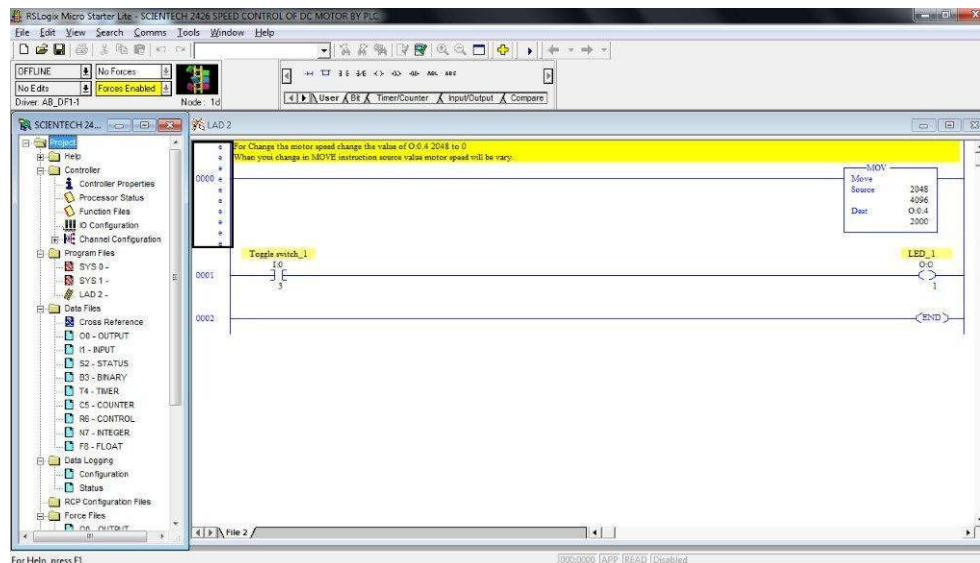 RSLogix Micro Starter Lite - SCIENTECH 2426 SPEED CONTROL OF DC MOTOR BY PLC
File Edit View Search Comms Tools Window Help
OFFLINE No Forces
No Edits Forces Enabled
Driver: AB_DF1-1 Node : 1d
User Bit Timer/Counter Input/Output Compare
SCIENTECH 24...
Project
Help
Controller
Controller Properties
Processor Status
Function Files
IO Configuration
Channel Configuration
Program Files
SYS 0 -
SYS 1 -
LAD 2 -
Data Files
Cross Reference
O0 - OUTPUT
I1 - INPUT
S2 - STATUS
B3 - BINARY
T4 - TIMER
C5 - COUNTER
R6 - CONTROL
N7 - INTEGER
F8 - FLOAT
Data Logging
Configuration
Status
RCP Configuration Files
Force Files
O0 - OUTPUT
LAD 2
For Change the motor speed change the value of O:0.4 2048 to 0
When your change in MOVE instruction source value motor speed will be vary.
0000
MOV
Move
Source 2048
4096
Dest O:0.4
2000
Toggle switch_1 LED_1
I:0 O:0
0001
3 1
0002 END
File 2
For Help, press F1
000:0000 APP READ Disabled